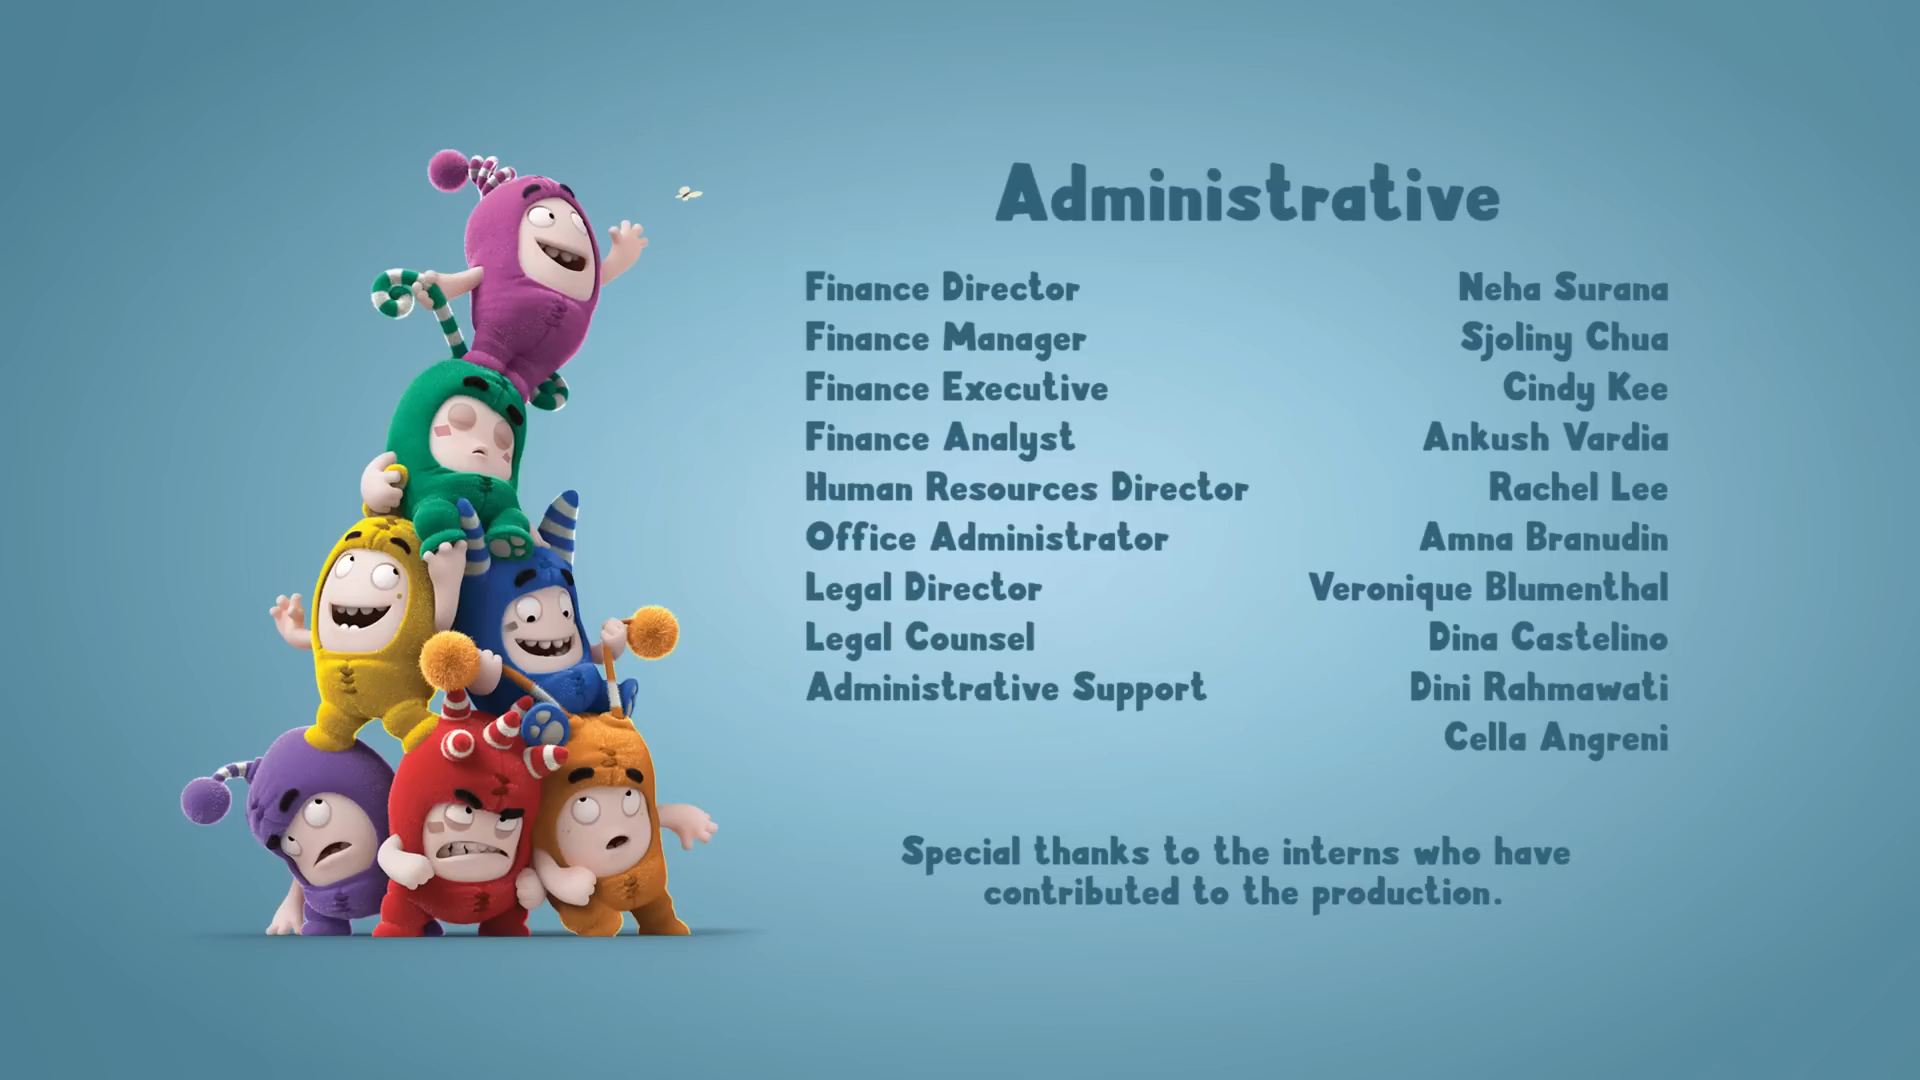 Administrative
Finance Director Neha Surana
Finance Manager Sjoliny Chua
Finance Executive Cindy Kee
Finance Analyst Ankush Vardia
Human Resources Director Rachel Lee
Office Administrator Amna Branudin
Legal Director Veronique Blumenthal
Legal Counsel Dina Castelino
Administrative Support Dini Rahmawati
Cella Angreni
Special thanks to the interns who have
contributed to the production.